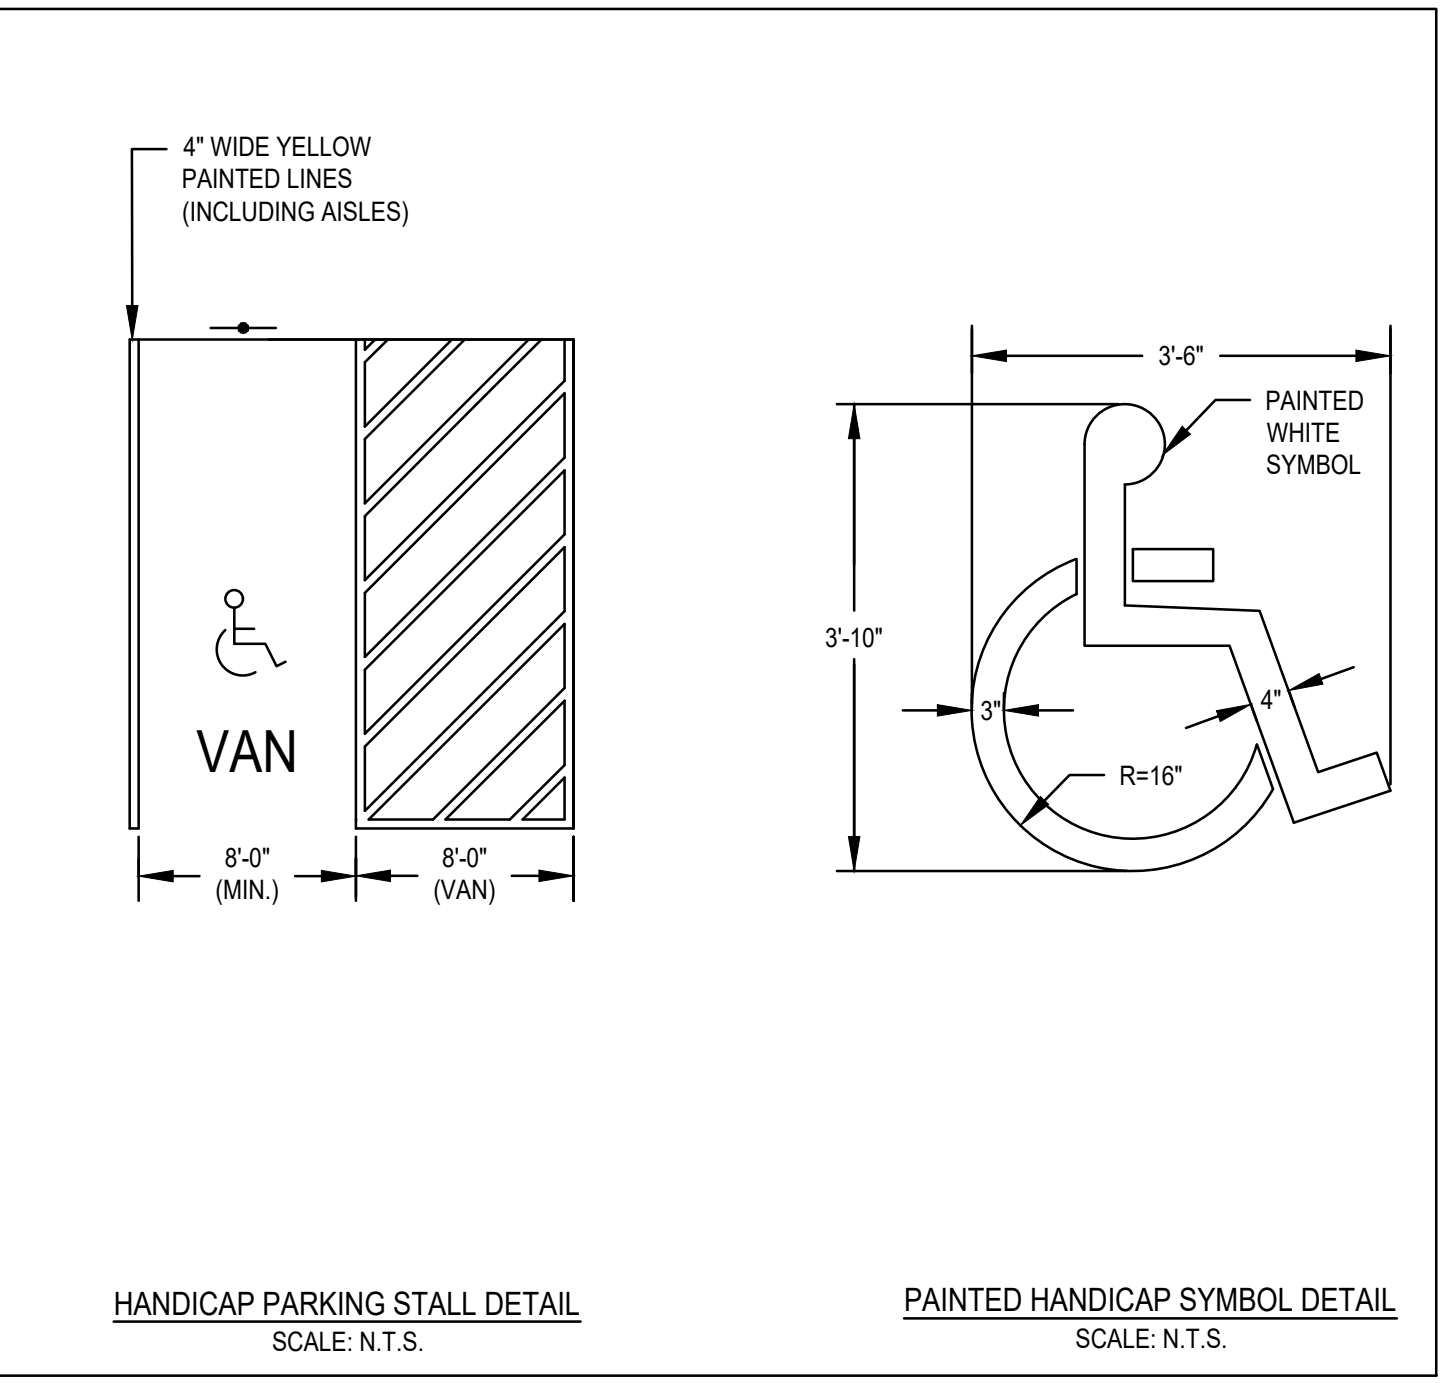 4" WIDE YELLOW
PAINTED LINES
(INCLUDING AISLES)
VAN
8'-0"
(MIN.)
8'-0"
(VAN)
HANDICAP PARKING STALL DETAIL
SCALE: N.T.S.
3'-6"
PAINTED
WHITE
SYMBOL
3'-10"
3"
4"
R=16"
PAINTED HANDICAP SYMBOL DETAIL
SCALE: N.T.S.